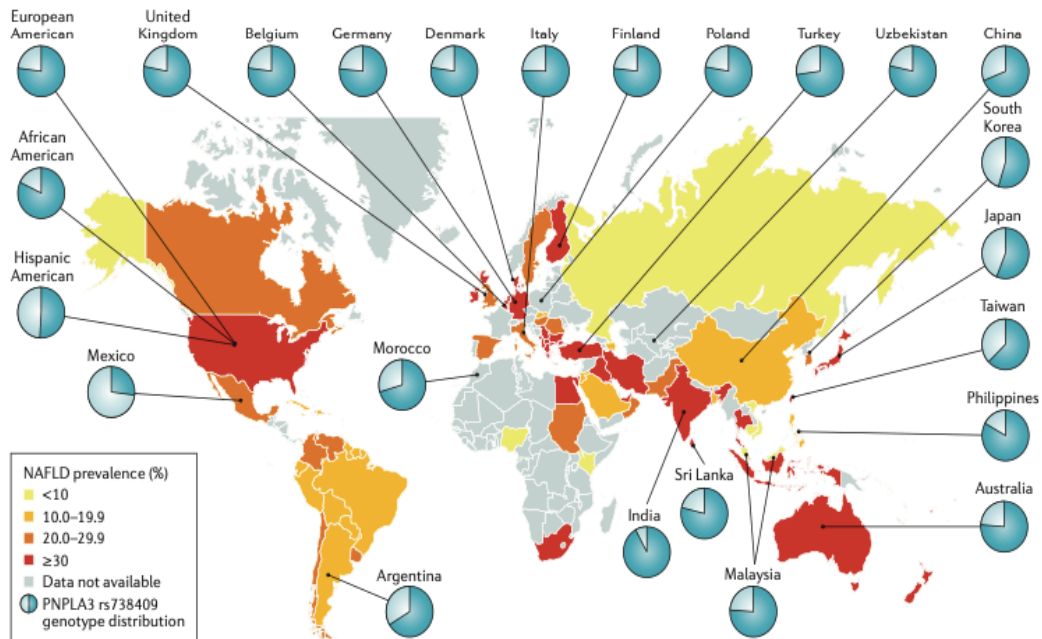 European
American
United
Kingdom
Belgium
Germany
Denmark
Italy
Finland
Poland
Turkey
Uzbekistan
China
South
Korea
African
American
Japan
Hispanic
American
Taiwan
Mexico
Morocco
Philippines
NAFLD prevalence (%)
<10
10.0–19.9
20.0–29.9
≥30
Data not available
PNPLA3 rs738409
genotype distribution
Sri Lanka
India
Australia
Argentina
Malaysia